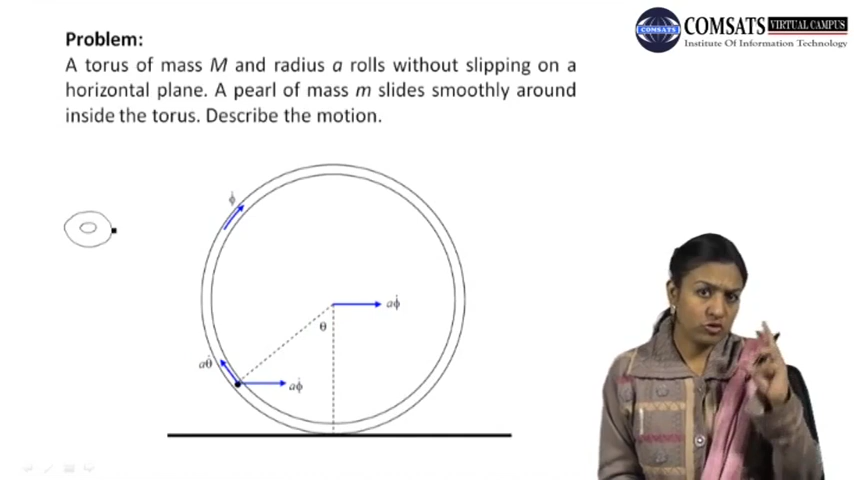 Problem:
A torus of mass M and radius a rolls without slipping on a
horizontal plane. A pearl of mass m slides smoothly around
inside the torus. Describe the motion.
COMSATS
COMSATS VIRTUAL CAMPUS
Institute Of Information Technology
ϕ̇
aϕ̇
θ
aθ̇
aϕ̇